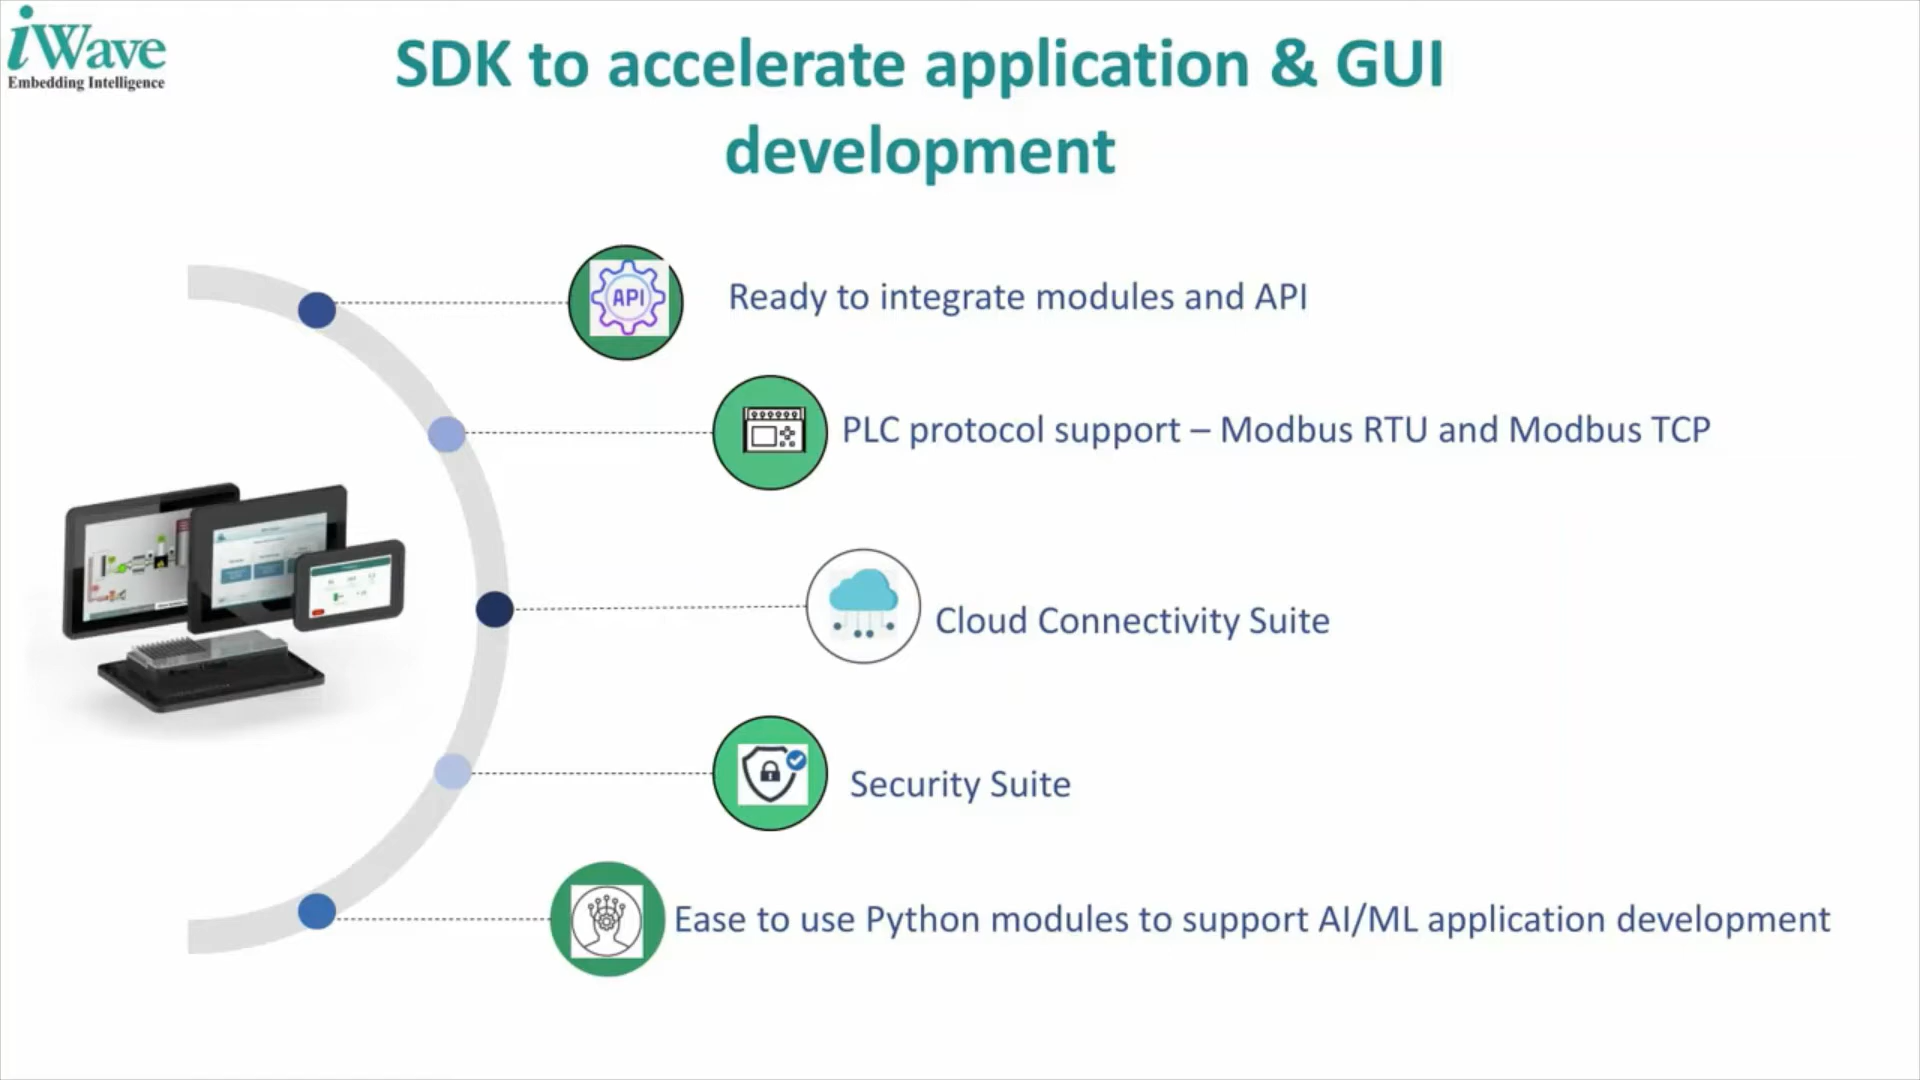 iWave
Embedding Intelligence
SDK to accelerate application & GUI
development
API
Ready to integrate modules and API
PLC protocol support – Modbus RTU and Modbus TCP
Cloud Connectivity Suite
Security Suite
Ease to use Python modules to support AI/ML application development